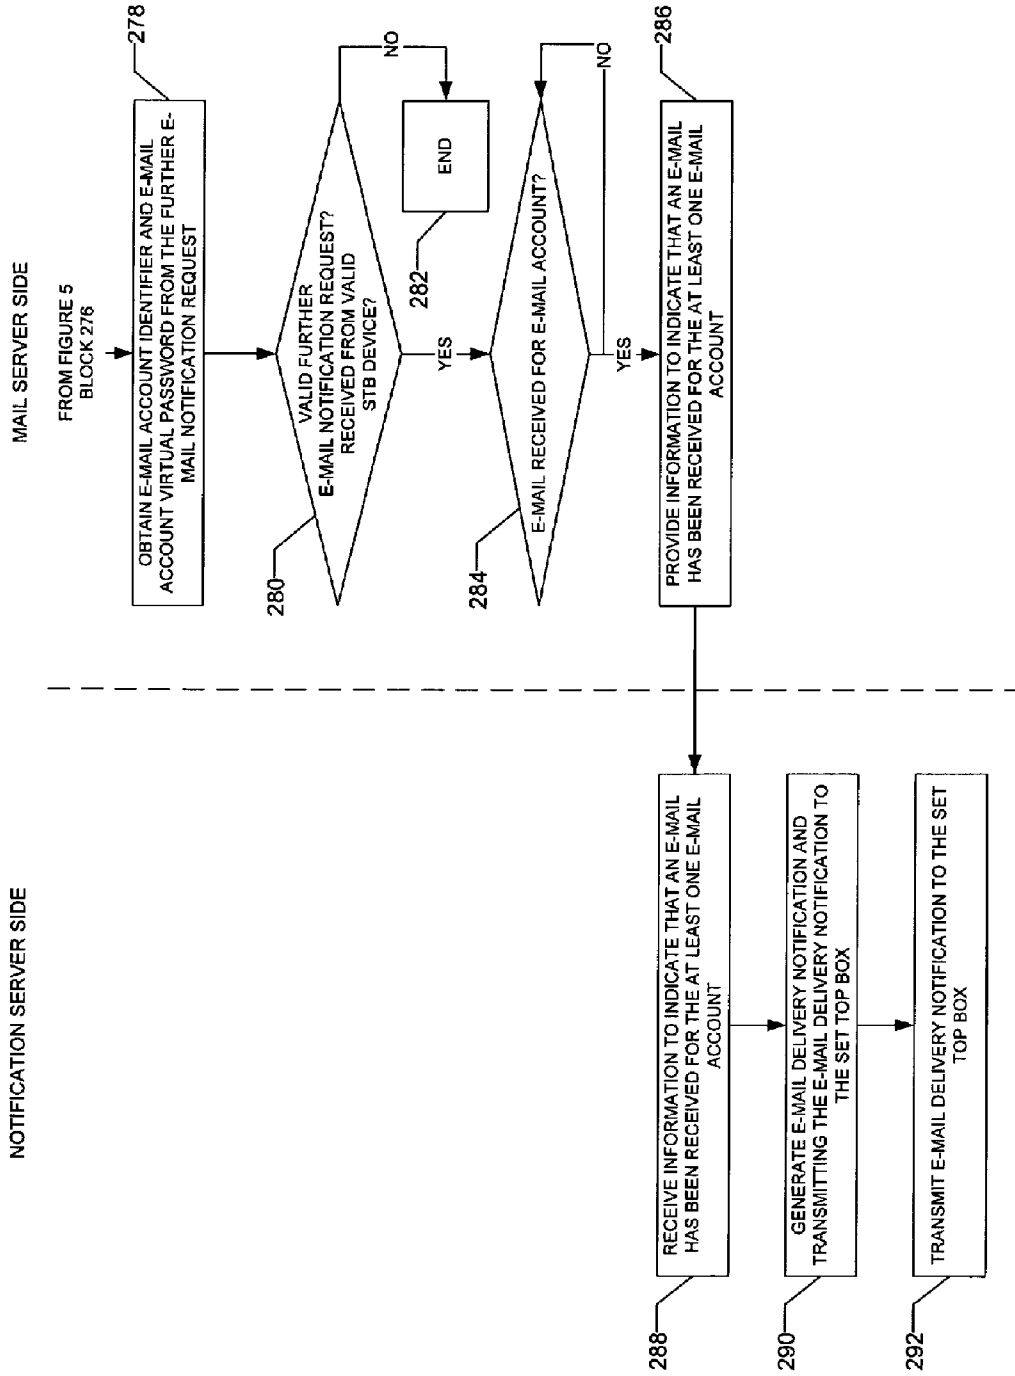 NOTIFICATION SERVER SIDE
MAIL SERVER SIDE
FROM FIGURE 5
BLOCK 276
278
OBTAIN E-MAIL ACCOUNT IDENTIFIER AND E-MAIL
ACCOUNT VIRTUAL PASSWORD FROM THE FURTHER E-
MAIL NOTIFICATION REQUEST
280
VALID FURTHER
E-MAIL NOTIFICATION REQUEST?
RECEIVED FROM VALID
STB DEVICE?
NO
END
282
YES
284
E-MAIL RECEIVED FOR E-MAIL ACCOUNT?
NO
YES
286
PROVIDE INFORMATION TO INDICATE THAT AN E-MAIL
HAS BEEN RECEIVED FOR THE AT LEAST ONE E-MAIL
ACCOUNT
288
RECEIVE INFORMATION TO INDICATE THAT AN E-MAIL
HAS BEEN RECEIVED FOR THE AT LEAST ONE E-MAIL
ACCOUNT
290
GENERATE E-MAIL DELIVERY NOTIFICATION AND
TRANSMITTING THE E-MAIL DELIVERY NOTIFICATION TO
THE SET TOP BOX
292
TRANSMIT E-MAIL DELIVERY NOTIFICATION TO THE SET
TOP BOX